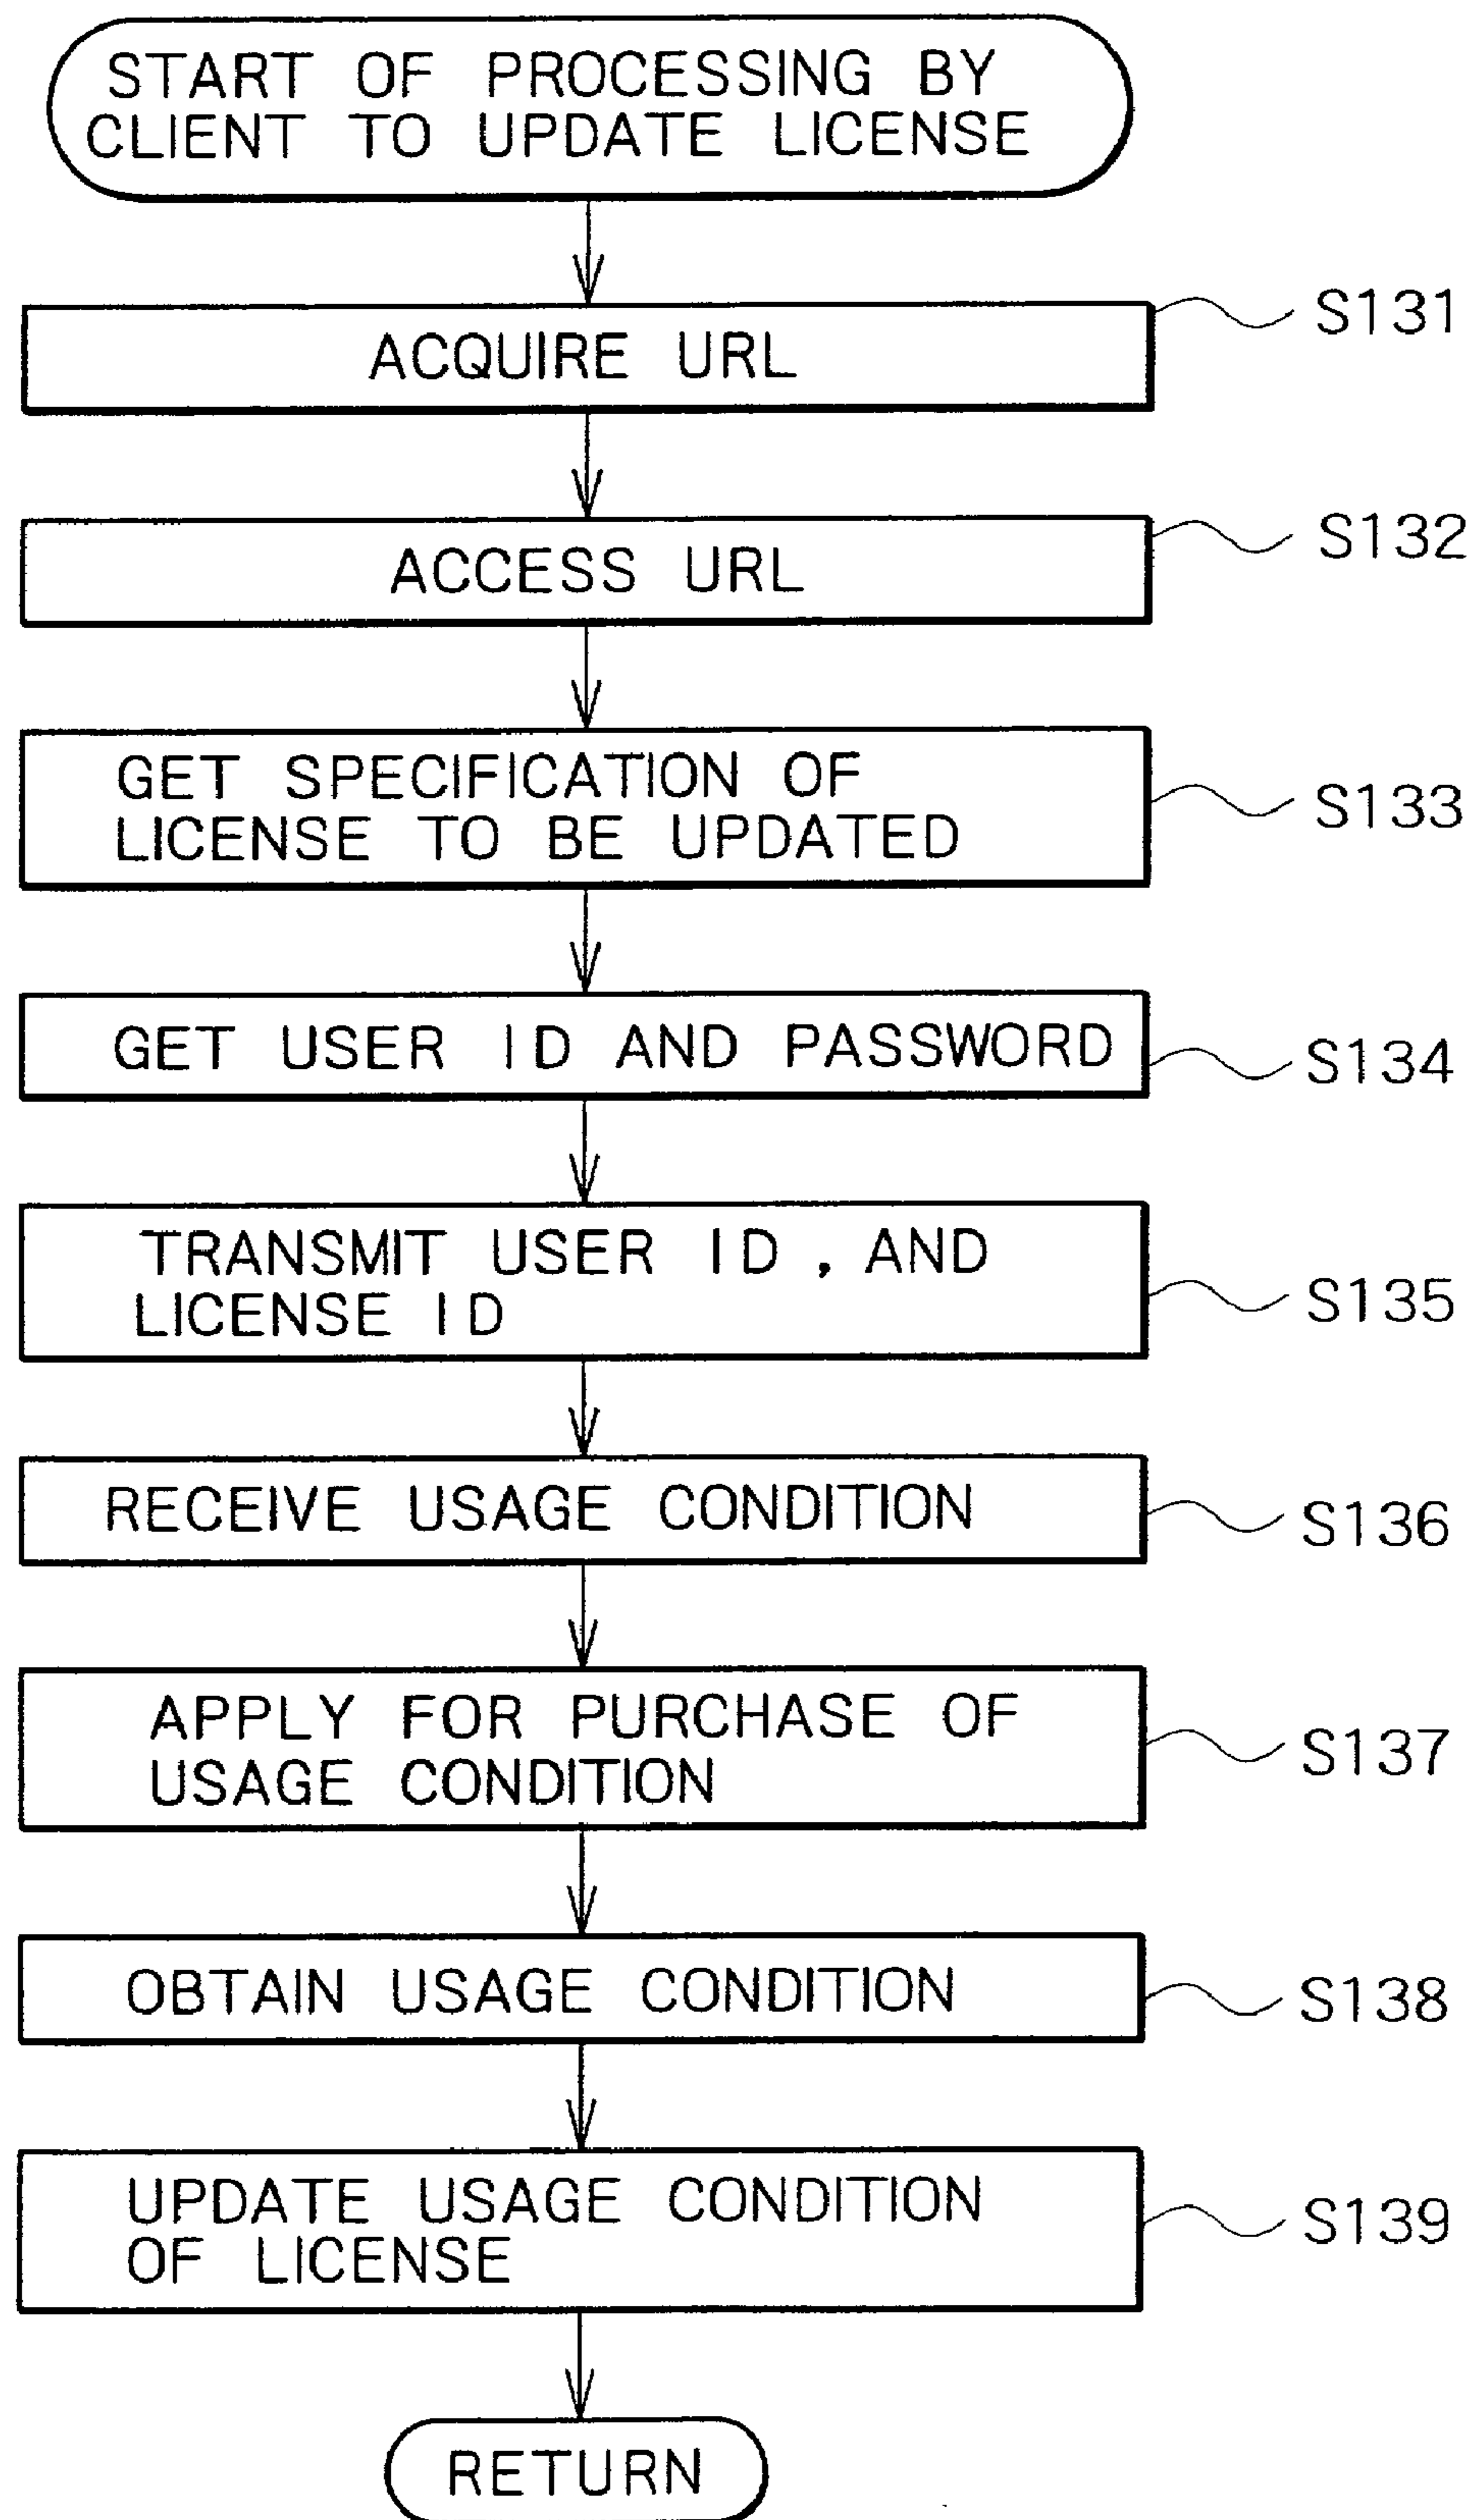 START OF PROCESSING BY
CLIENT TO UPDATE LICENSE
S131
ACQUIRE URL
S132
ACCESS URL
GET SPECIFICATION OF
LICENSE TO BE UPDATED
S133
GET USER ID AND PASSWORD
S134
TRANSMIT USER ID , AND
LICENSE ID
S135
RECEIVE USAGE CONDITION
S136
APPLY FOR PURCHASE OF
USAGE CONDITION
S137
OBTAIN USAGE CONDITION
S138
UPDATE USAGE CONDITION
OF LICENSE
S139
RETURN